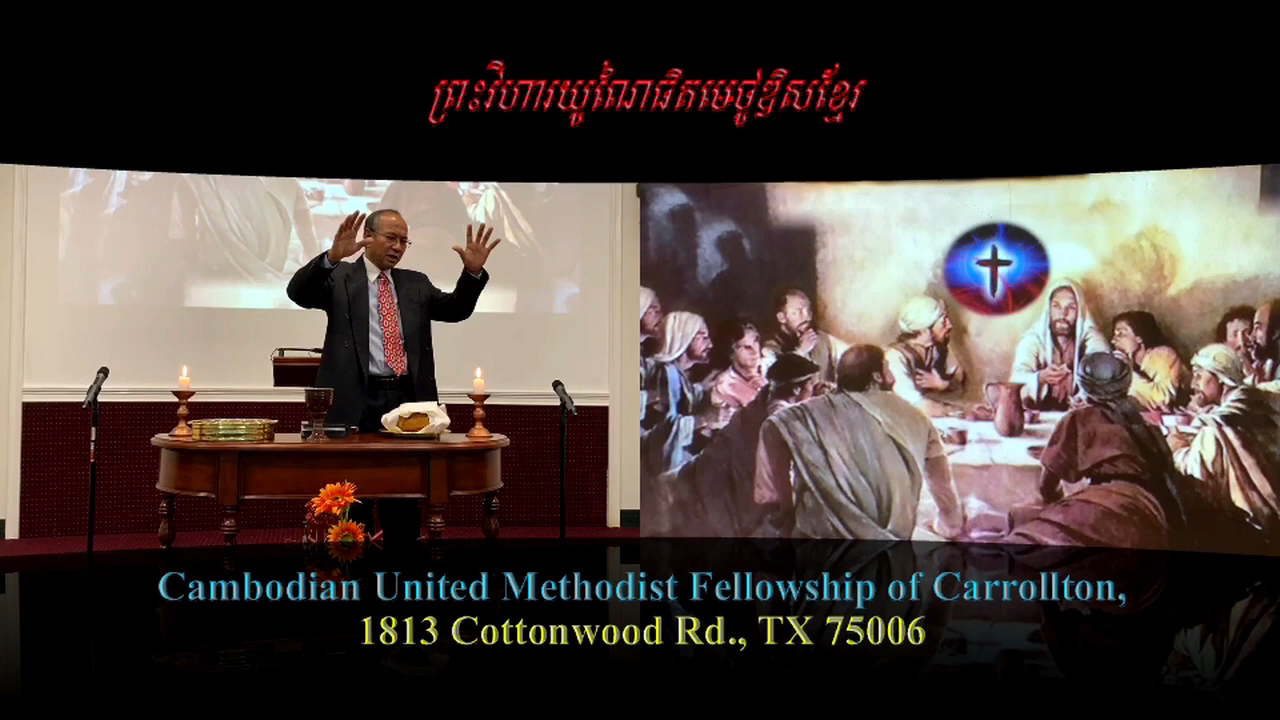 ព្រះវិហារយូណៃធិតមេថូឌិសខ្មែរ
Cambodian United Methodist Fellowship of Carrollton,
1813 Cottonwood Rd., TX 75006